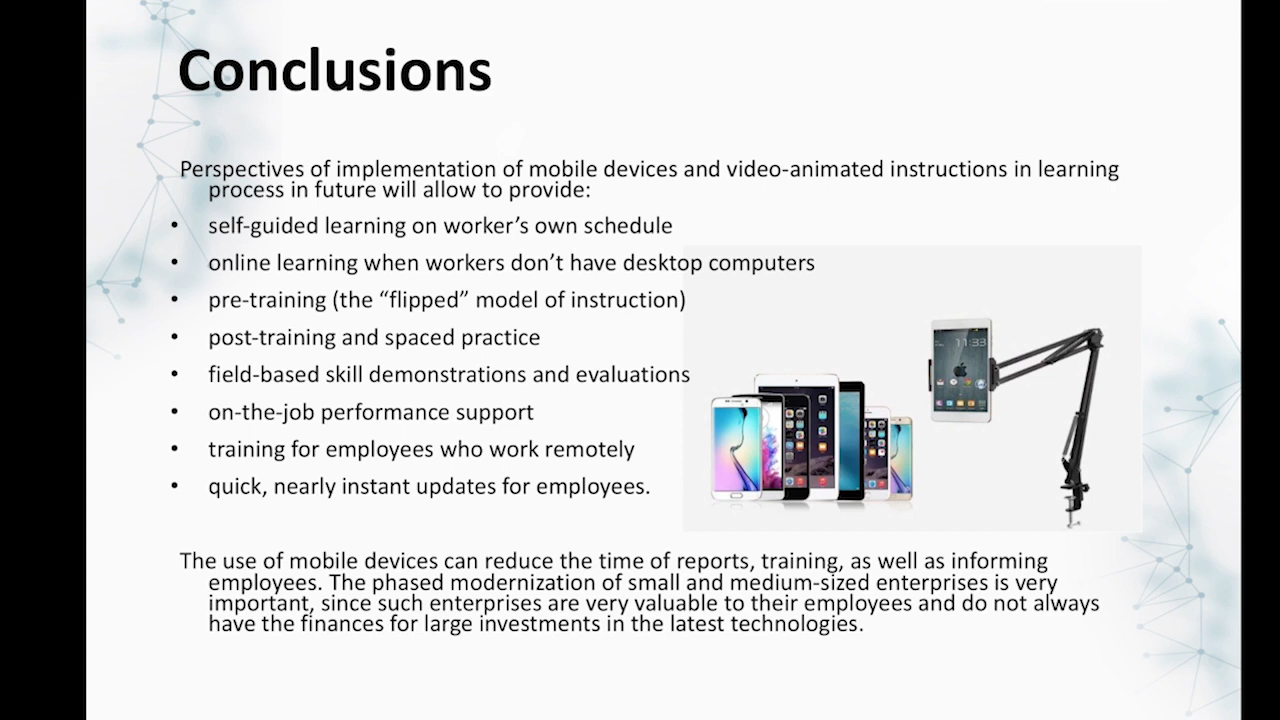 Conclusions
Perspectives of implementation of mobile devices and video-animated instructions in learning
process in future will allow to provide:
• self-guided learning on worker’s own schedule
• online learning when workers don’t have desktop computers
• pre-training (the “flipped” model of instruction)
• post-training and spaced practice
• field-based skill demonstrations and evaluations
• on-the-job performance support
• training for employees who work remotely
• quick, nearly instant updates for employees.
11:33
The use of mobile devices can reduce the time of reports, training, as well as informing
employees. The phased modernization of small and medium-sized enterprises is very
important, since such enterprises are very valuable to their employees and do not always
have the finances for large investments in the latest technologies.